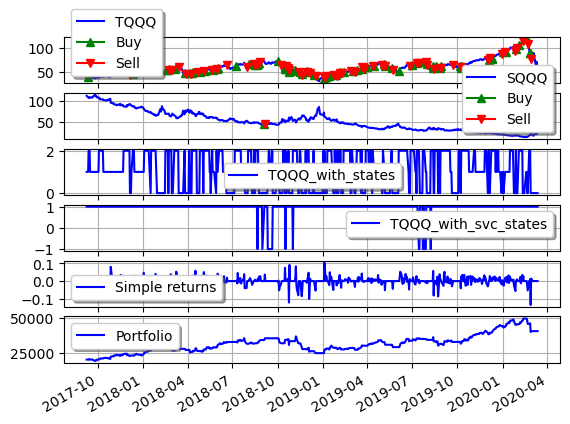 TQQQ
Buy
Sell
100
50
SQQQ
Buy
Sell
100
50
2
0
TQQQ_with_states
1
−1
TQQQ_with_svc_states
0.1
0.0
−0.1
Simple returns
50000
25000
Portfolio
2017-10
2018-01
2018-04
2018-07
2018-10
2019-01
2019-04
2019-07
2019-10
2020-01
2020-04